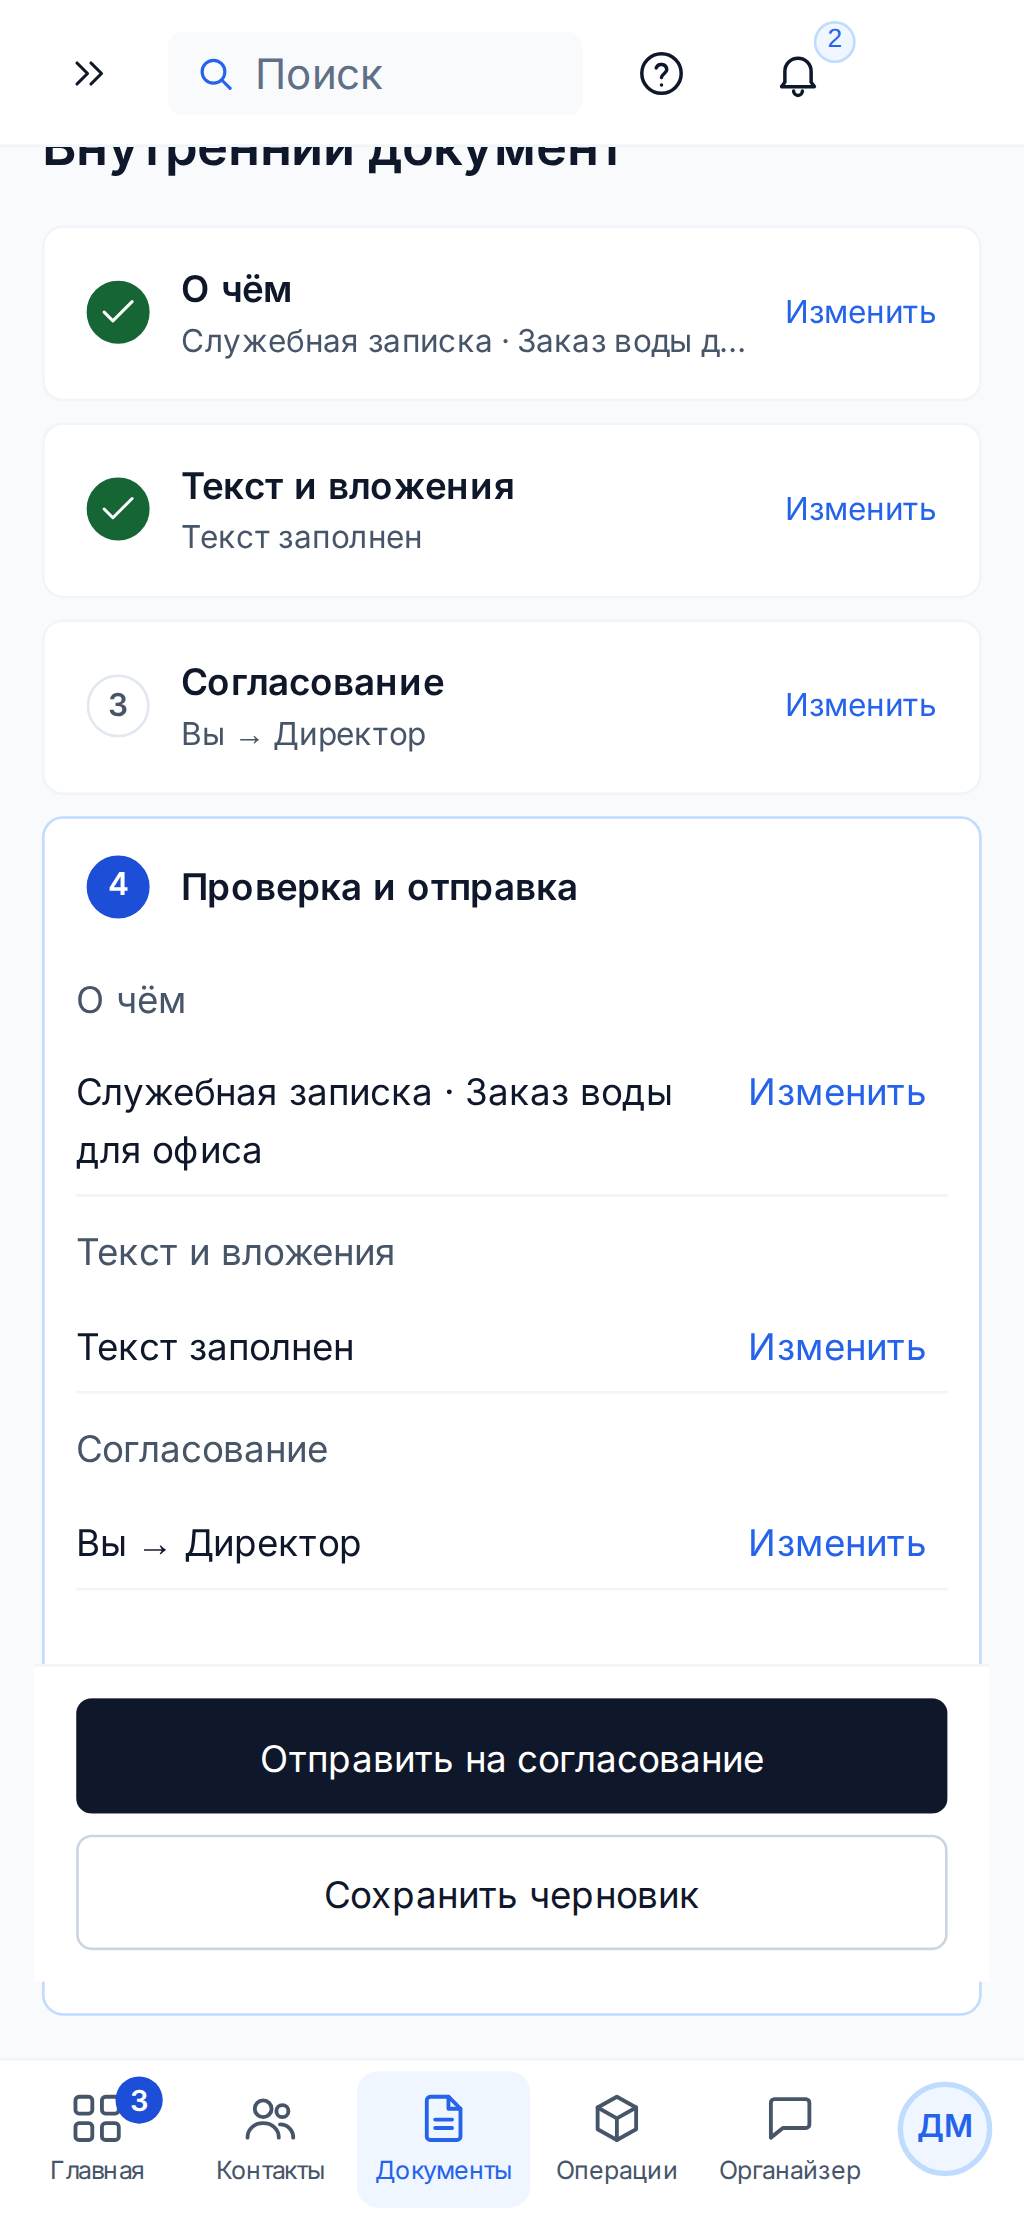 Поиск
2
Внутренний документ
О чём
Служебная записка · Заказ воды д...
Изменить
Текст и вложения
Текст заполнен
Изменить
3
Согласование
Вы → Директор
Изменить
4
Проверка и отправка
О чём
Служебная записка · Заказ воды
для офиса
Изменить
Текст и вложения
Текст заполнен
Изменить
Согласование
Вы → Директор
Изменить
Отправить на согласование
Сохранить черновик
3
Главная
Контакты
Документы
Операции
Органайзер
ДМ